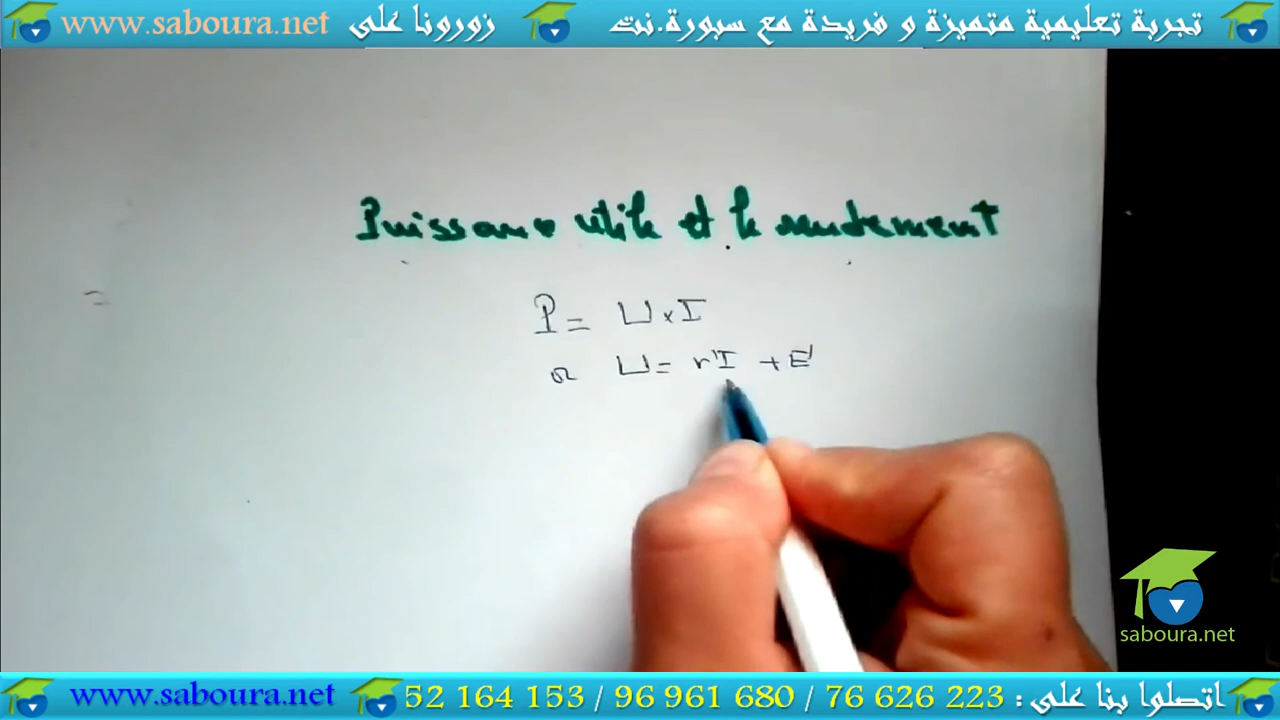 www.saboura.net زورونا على
تجربة تعليمية متميزة و فريدة مع سبورة.نت
Puissance utile et le rendement
P = U x I
or U = r'I + E'
saboura.net
www.saboura.net
52 164 153 / 96 961 680 / 76 626 223 : اتصلوا بنا على